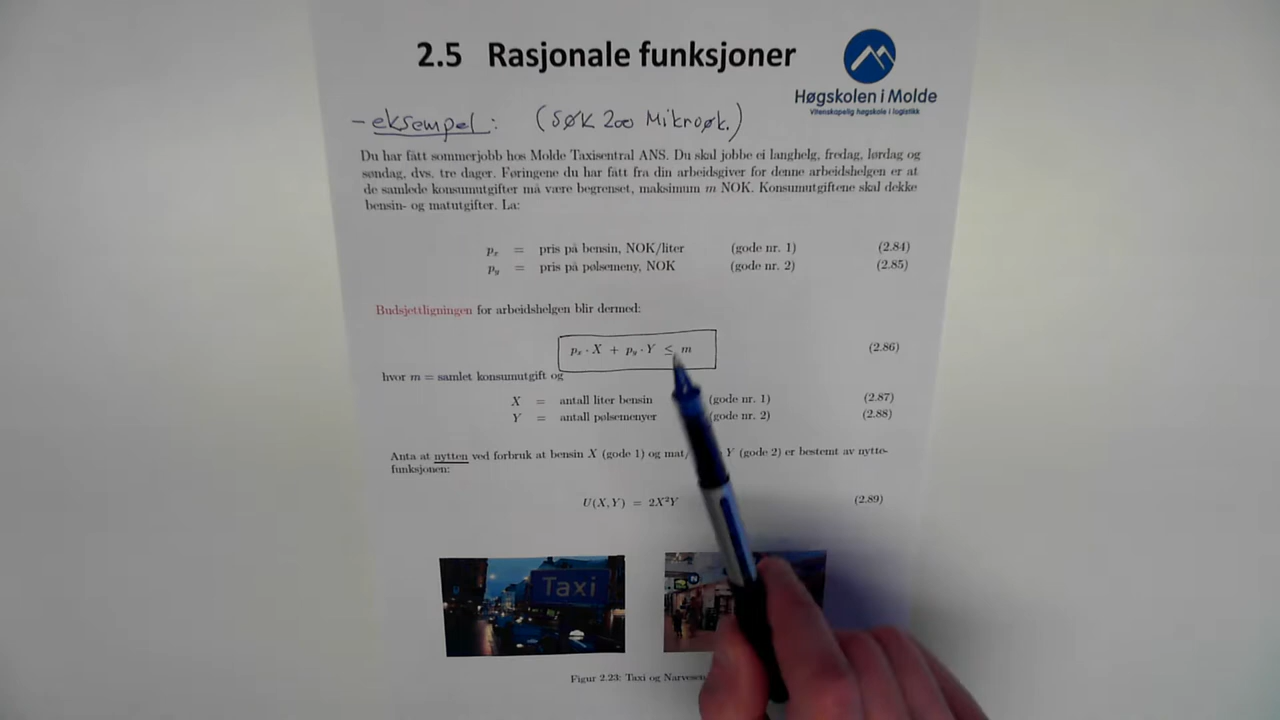 2.5 Rasjonale funksjoner
Høgskolen i Molde
Vitenskapelig høgskole i logistikk
- eksempel: (SØK 200 Mikroøk.)
Du har fått sommerjobb hos Molde Taxisentral ANS. Du skal jobbe ei langhelg, fredag, lørdag og
søndag, dvs. tre dager. Føringene du har fått fra din arbeidsgiver for denne arbeidshelgen er at
de samlede konsumutgifter må være begrenset, maksimum m NOK. Konsumutgiftene skal dekke
bensin- og matutgifter. La:
pₓ = pris på bensin, NOK/liter (gode nr. 1) (2.84)
p_y = pris på pølsemeny, NOK (gode nr. 2) (2.85)
Budsjettligningen for arbeidshelgen blir dermed:
pₓ · X + p_y · Y ≤ m (2.86)
hvor m = samlet konsumutgift og
X = antall liter bensin (gode nr. 1) (2.87)
Y = antall pølsemenyer (gode nr. 2) (2.88)
Anta at nytten ved forbruk at bensin X (gode 1) og mat/ Y (gode 2) er bestemt av nytte-
funksjonen:
U(X,Y) = 2X²Y (2.89)
Taxi
Figur 2.23: Taxi og Narvesen